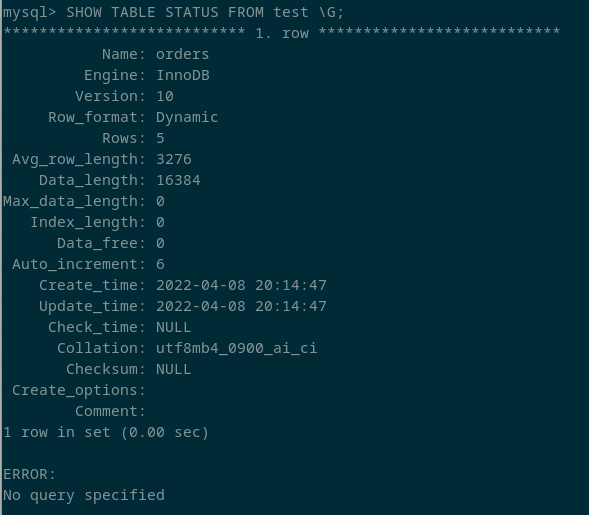 mysql> SHOW TABLE STATUS FROM test \G;
*************************** 1. row ***************************
Name: orders
Engine: InnoDB
Version: 10
Row_format: Dynamic
Rows: 5
Avg_row_length: 3276
Data_length: 16384
Max_data_length: 0
Index_length: 0
Data_free: 0
Auto_increment: 6
Create_time: 2022-04-08 20:14:47
Update_time: 2022-04-08 20:14:47
Check_time: NULL
Collation: utf8mb4_0900_ai_ci
Checksum: NULL
Create_options:
Comment:
1 row in set (0.00 sec)
ERROR:
No query specified